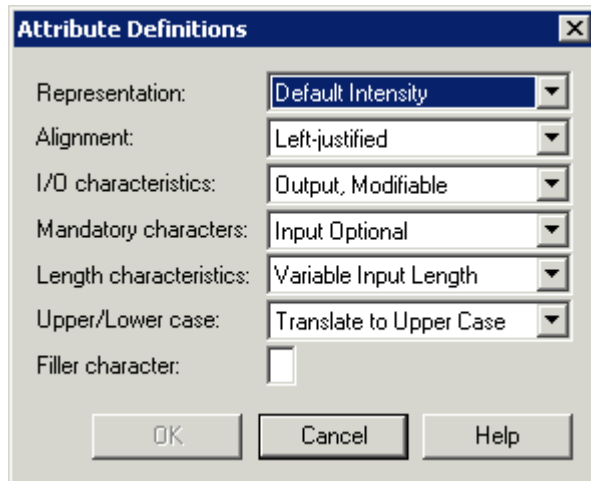 Attribute Definitions
Representation: Default Intensity
Alignment: Left-justified
I/O characteristics: Output, Modifiable
Mandatory characters: Input Optional
Length characteristics: Variable Input Length
Upper/Lower case: Translate to Upper Case
Filler character:
OK Cancel Help